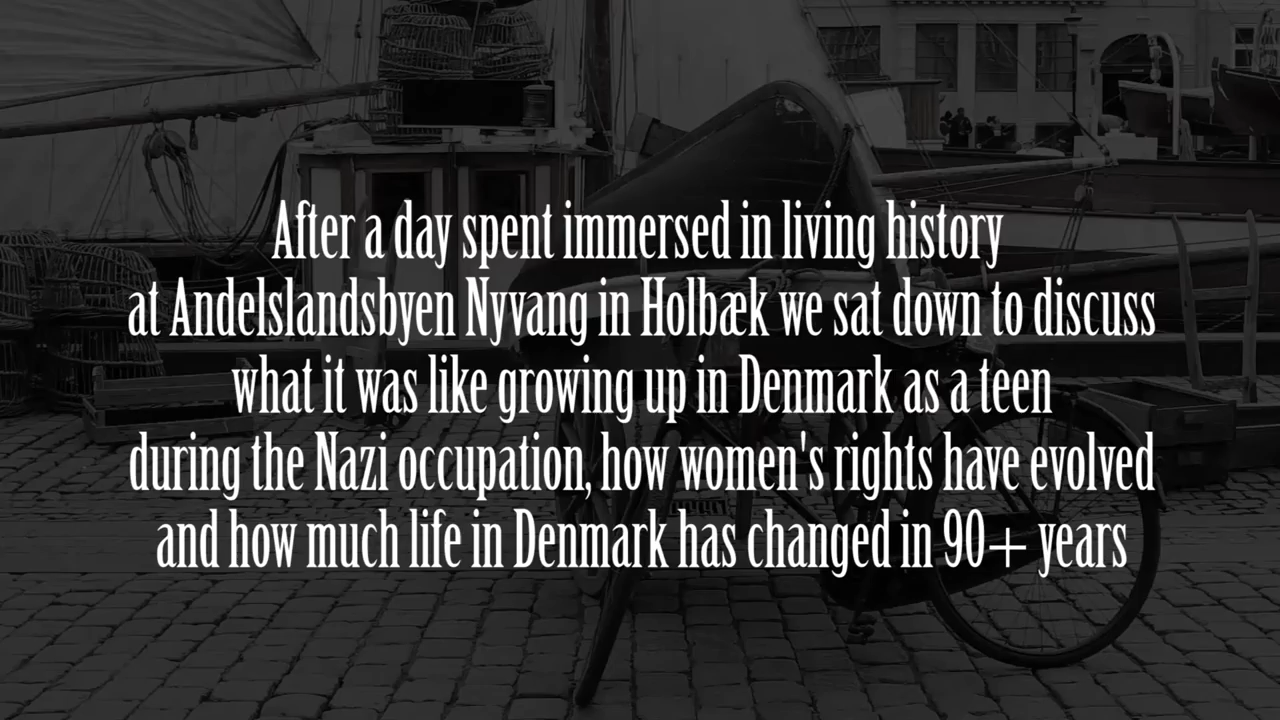 After a day spent immersed in living history
at Andelslandsbyen Nyvang in Holbæk we sat down to discuss
what it was like growing up in Denmark as a teen
during the Nazi occupation, how women's rights have evolved
and how much life in Denmark has changed in 90+ years